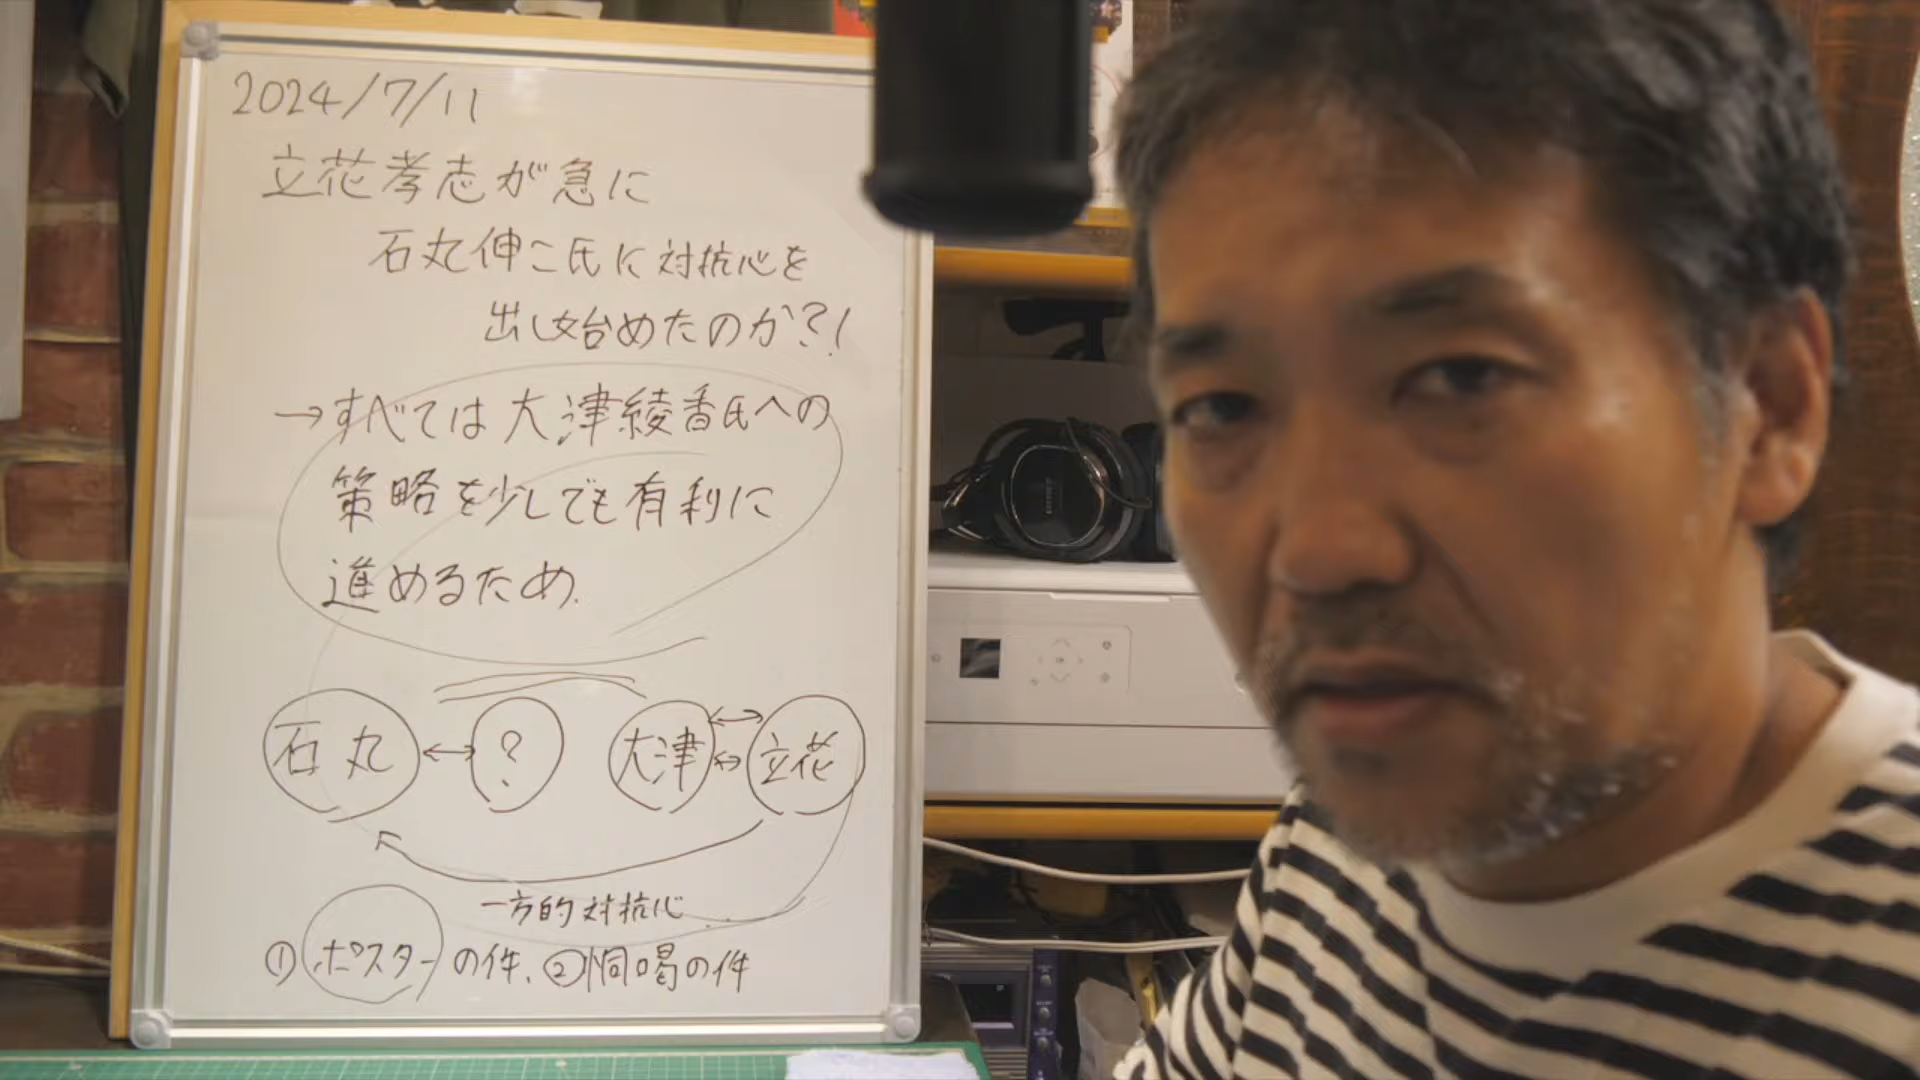 2024/7/11
立花孝志が急に
石丸伸二氏に対抗心を
出し始めたのか?!
→すべては大津綾香氏への
策略を少しでも有利に
進めるため.
石丸 ↔ ? 大津 ↔ 立花
一方的対抗心
①ポスターの件、②恫喝の件